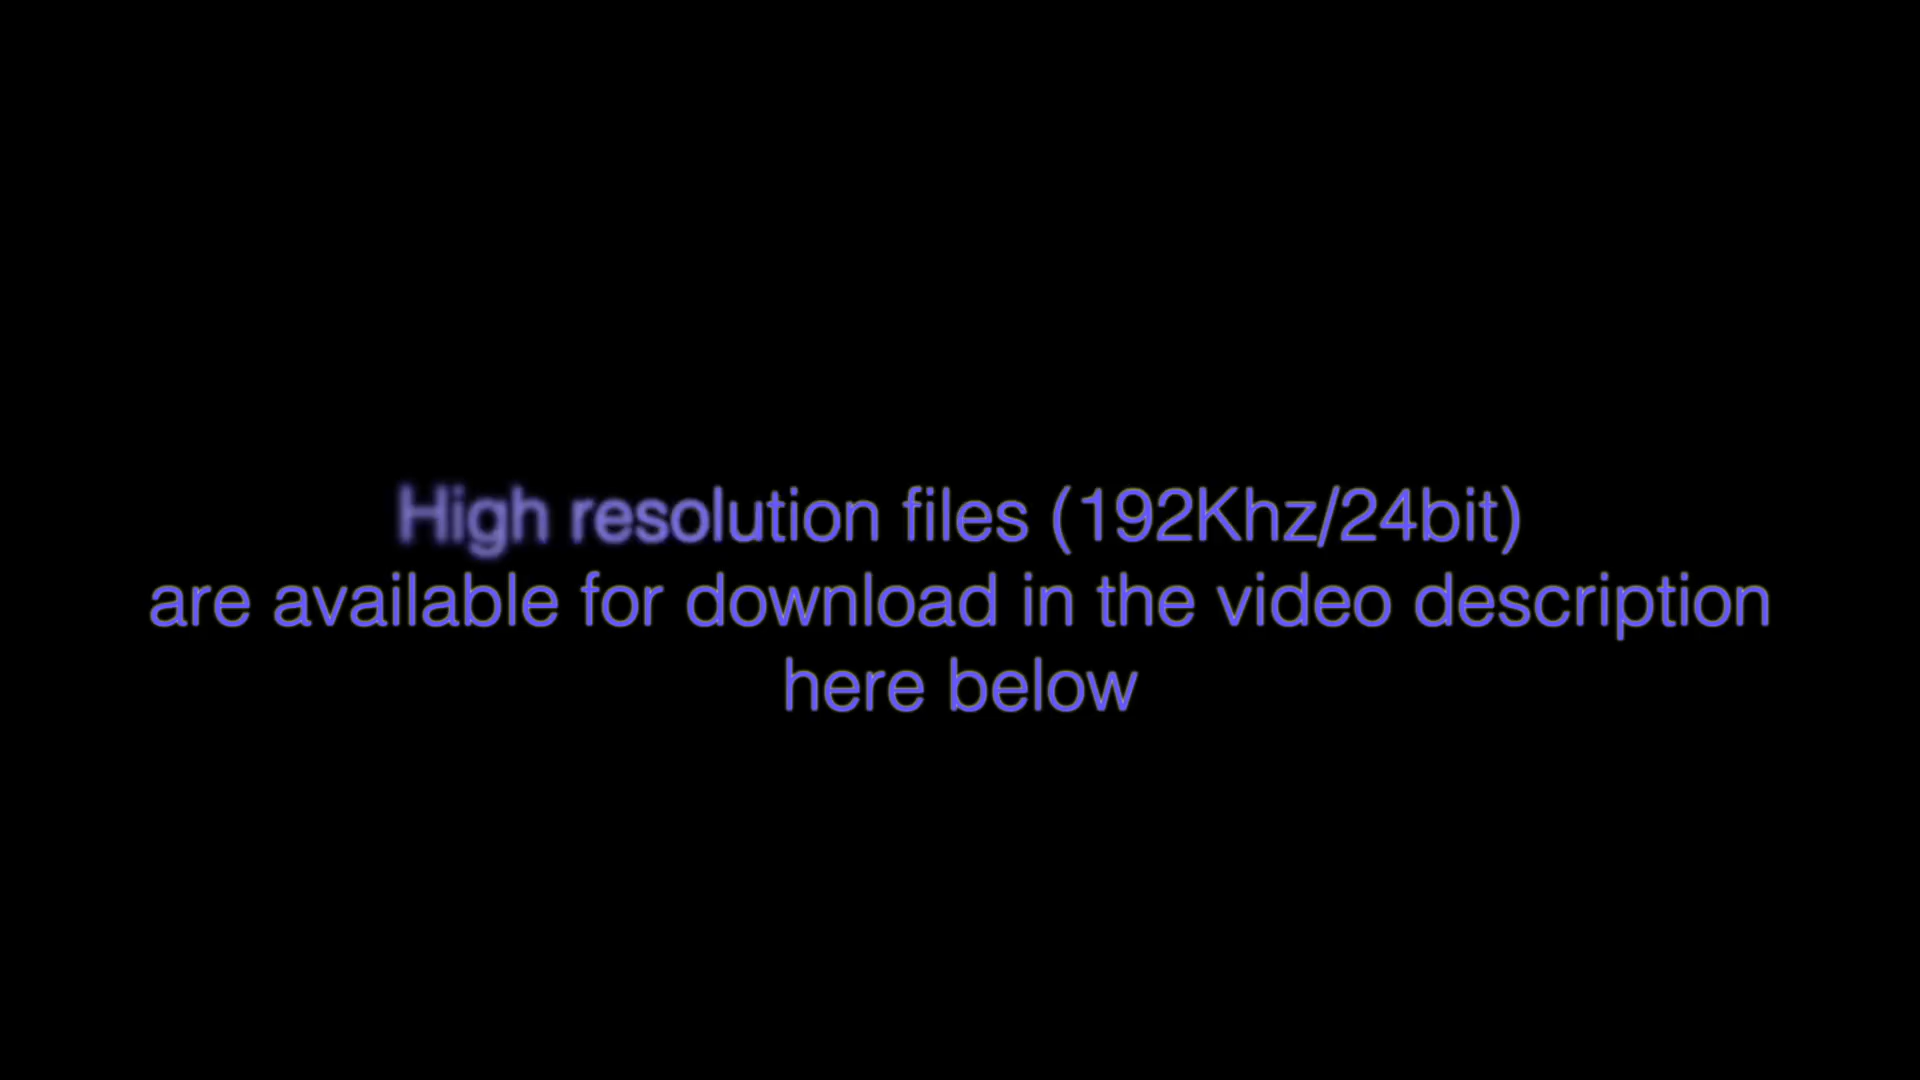 High resolution files (192Khz/24bit)
are available for download in the video description
here below